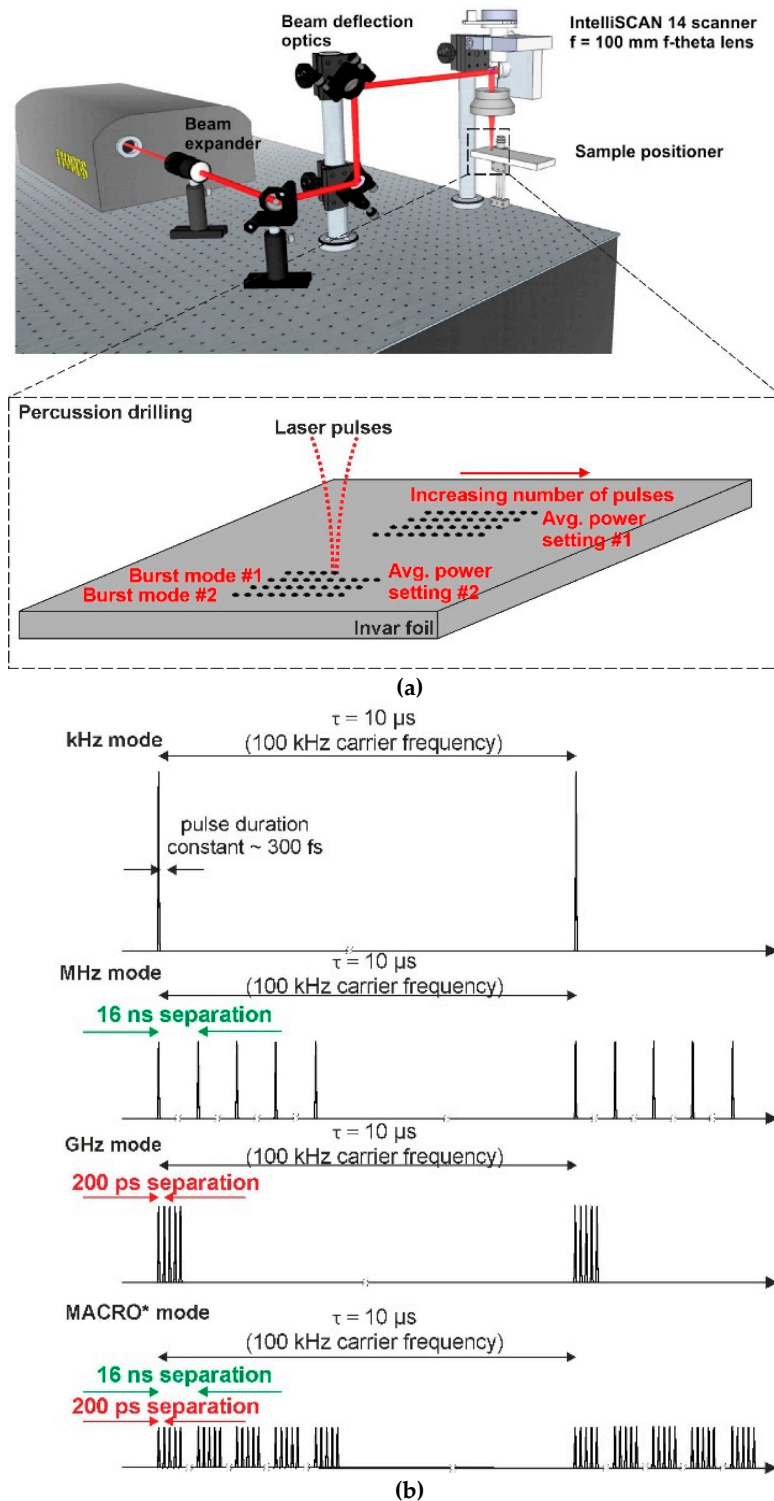 Beam deflection
optics
IntelliSCAN 14 scanner
f = 100 mm f-theta lens
Beam
expander
Sample positioner
PHAROS
Percussion drilling
Laser pulses
Increasing number of pulses
Avg. power
setting #1
Burst mode #1
Burst mode #2
Avg. power
setting #2
Invar foil
(a)
kHz mode
τ = 10 µs
(100 kHz carrier frequency)
pulse duration
constant ~ 300 fs
MHz mode
τ = 10 µs
(100 kHz carrier frequency)
16 ns separation
GHz mode
τ = 10 µs
(100 kHz carrier frequency)
200 ps separation
MACRO* mode
τ = 10 µs
(100 kHz carrier frequency)
16 ns separation
200 ps separation
(b)